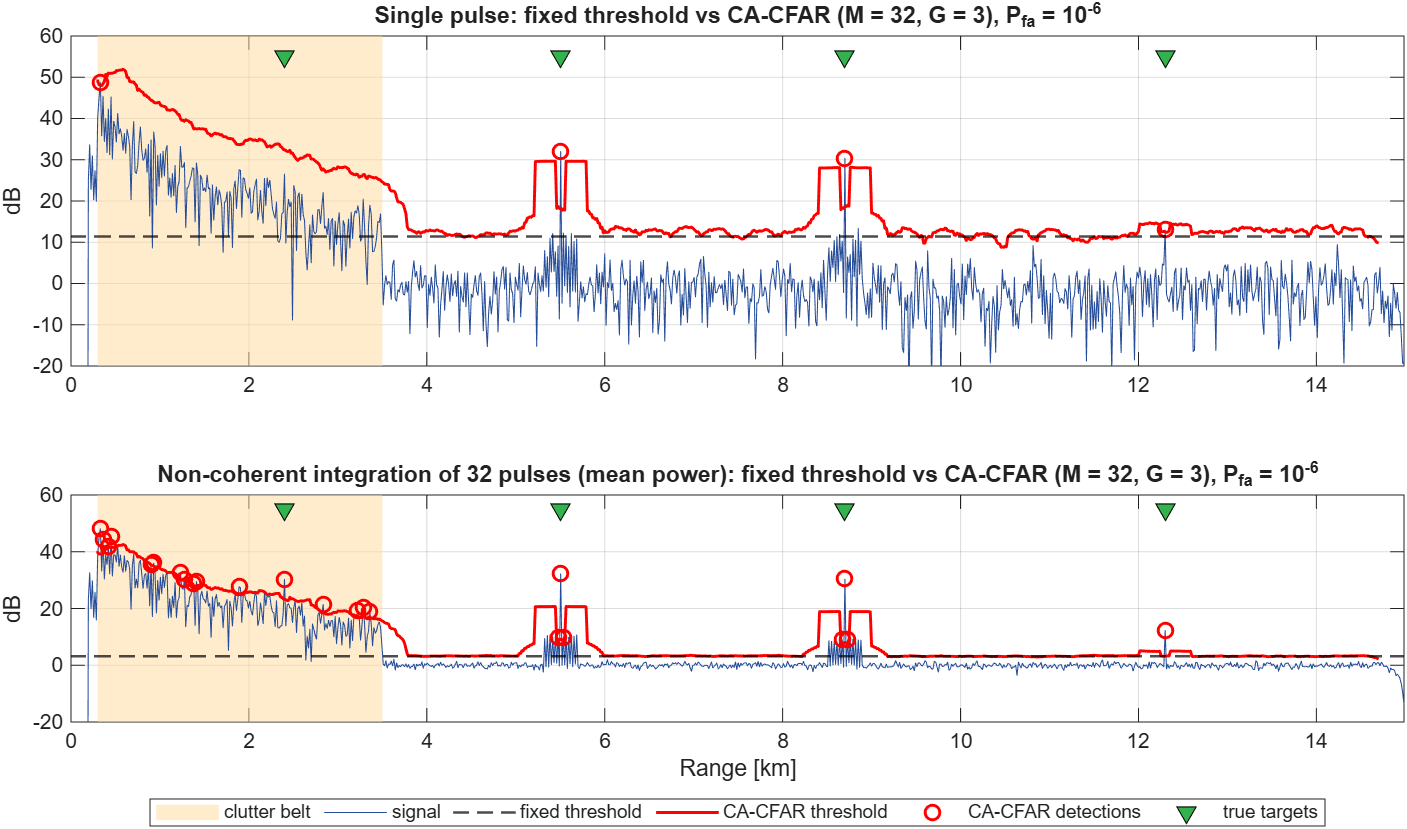 Single pulse: fixed threshold vs CA-CFAR (M = 32, G = 3), P_fa = 10^-6
60
50
40
30
20
10
0
-10
-20
dB
0 2 4 6 8 10 12 14
Non-coherent integration of 32 pulses (mean power): fixed threshold vs CA-CFAR (M = 32, G = 3), P_fa = 10^-6
60
40
20
0
-20
dB
0 2 4 6 8 10 12 14
Range [km]
clutter belt signal fixed threshold CA-CFAR threshold CA-CFAR detections true targets